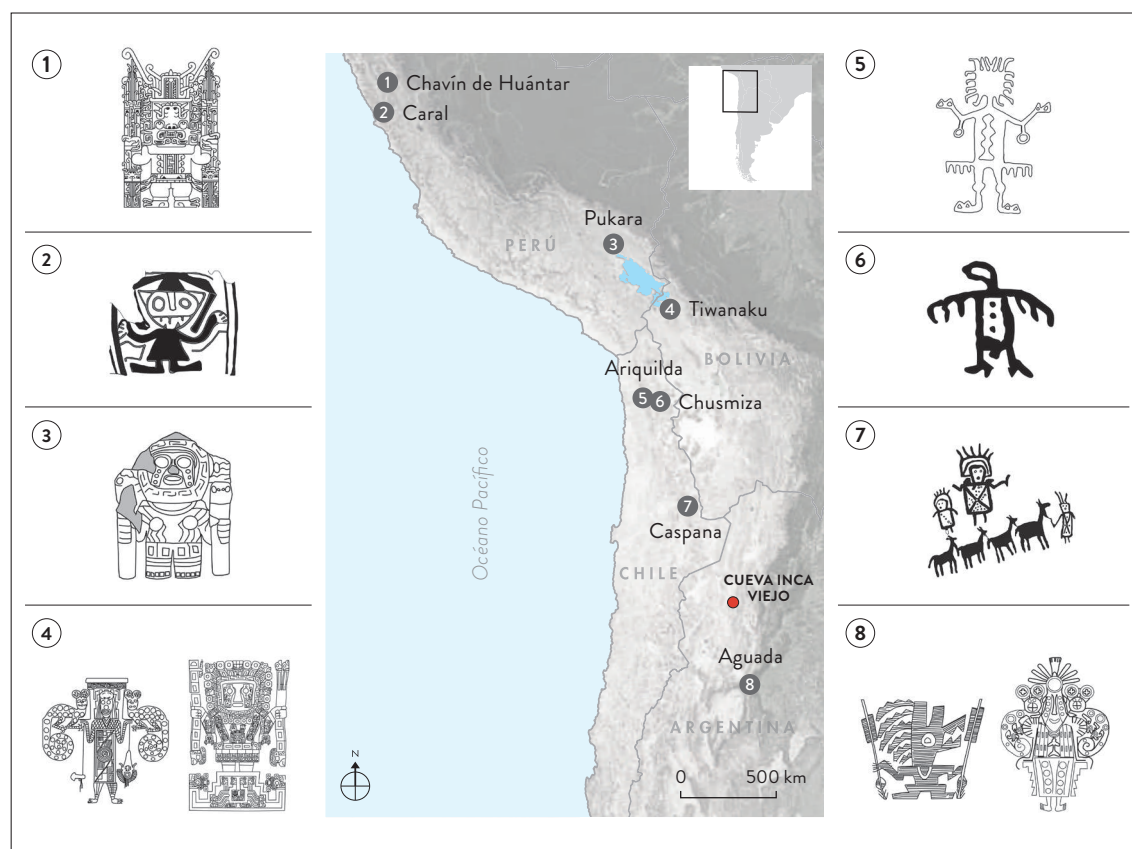 1
2
3
4
1 Chavín de Huántar
2 Caral
Pukara
PERÚ
3
4 Tiwanaku
BOLIVIA
Ariquilda
5 6 Chusmiza
Océano Pacífico
7
Caspana
CHILE
CUEVA INCA
VIEJO
Aguada
8
ARGENTINA
N
0 500 km
5
6
7
8